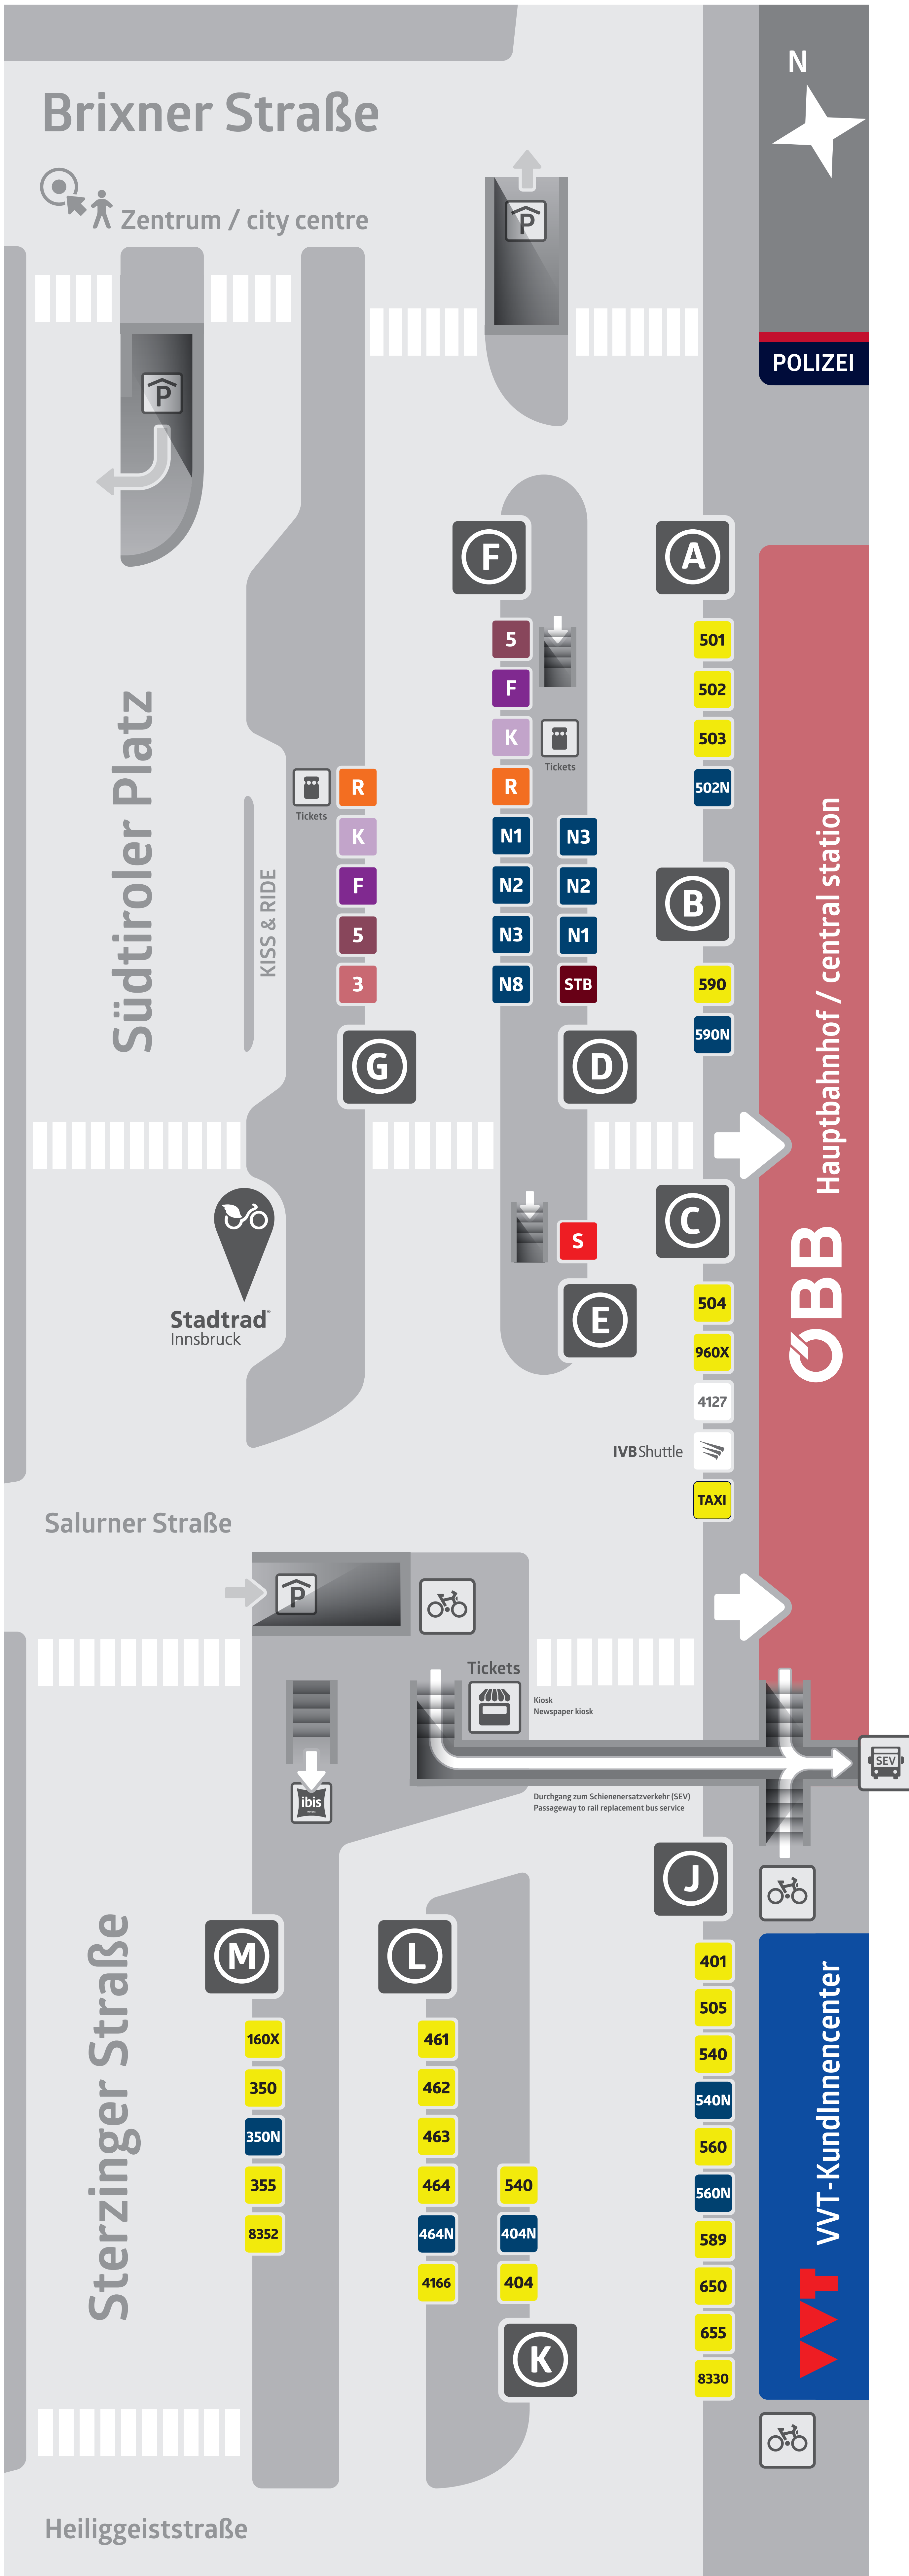 N
Brixner Straße
Zentrum / city centre
P
P
POLIZEI
Südtiroler Platz
KISS & RIDE
F
5
F
K
Tickets
R
N1
N2
N3
N8
N3
N2
N1
STB
D
A
501
502
503
502N
B
590
590N
Tickets
R
K
F
5
3
G
Hauptbahnhof / central station
ÖBB
Stadtrad®
Innsbruck
S
E
C
504
960X
4127
IVB Shuttle
TAXI
Salurner Straße
P
Tickets
Kiosk
Newspaper kiosk
ibis
SEV
Durchgang zum Schienenersatzverkehr (SEV)
Passageway to rail replacement bus service
Sterzinger Straße
M
160X
350
350N
355
8352
L
461
462
463
464
464N
4166
540
404N
404
K
J
401
505
540
540N
560
560N
589
650
655
8330
VVT-KundInnencenter
VVT
Heiliggeiststraße